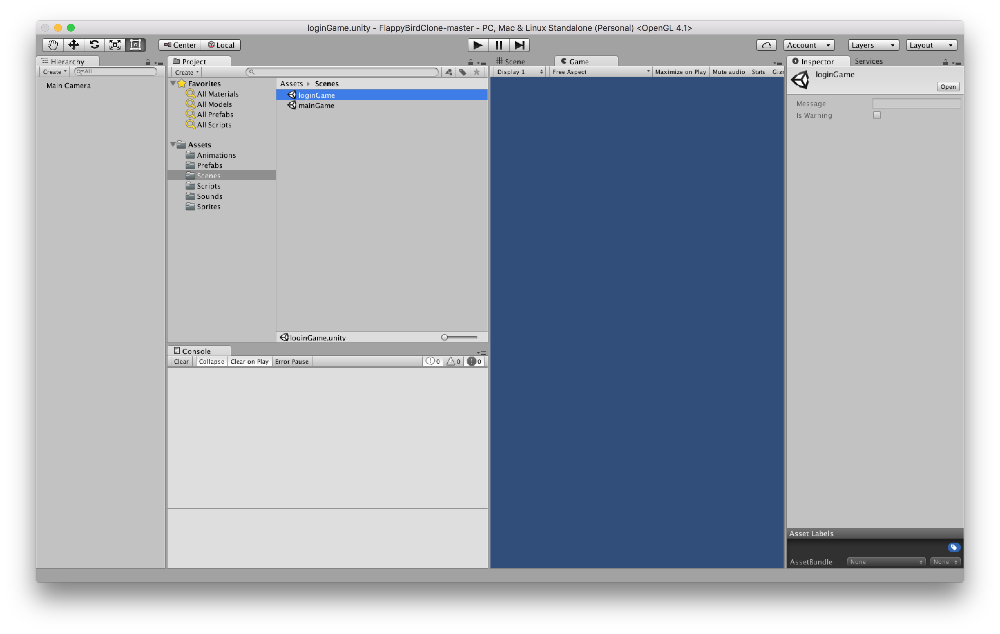 loginGame.unity - FlappyBirdClone-master - PC, Mac & Linux Standalone (Personal) <OpenGL 4.1>
Center Local
Account Layers Layout
Hierarchy
Create All
Main Camera
Project
Create
Favorites
All Materials
All Models
All Prefabs
All Scripts
Assets
Animations
Prefabs
Scenes
Scripts
Sounds
Sprites
Assets Scenes
loginGame
mainGame
loginGame.unity
Console
Clear Collapse Clear on Play Error Pause 0 0 0
Scene Game
Display 1 Free Aspect Maximize on Play Mute audio Stats Giz
Inspector Services
loginGame
Open
Message
Is Warning
Asset Labels
AssetBundle None None